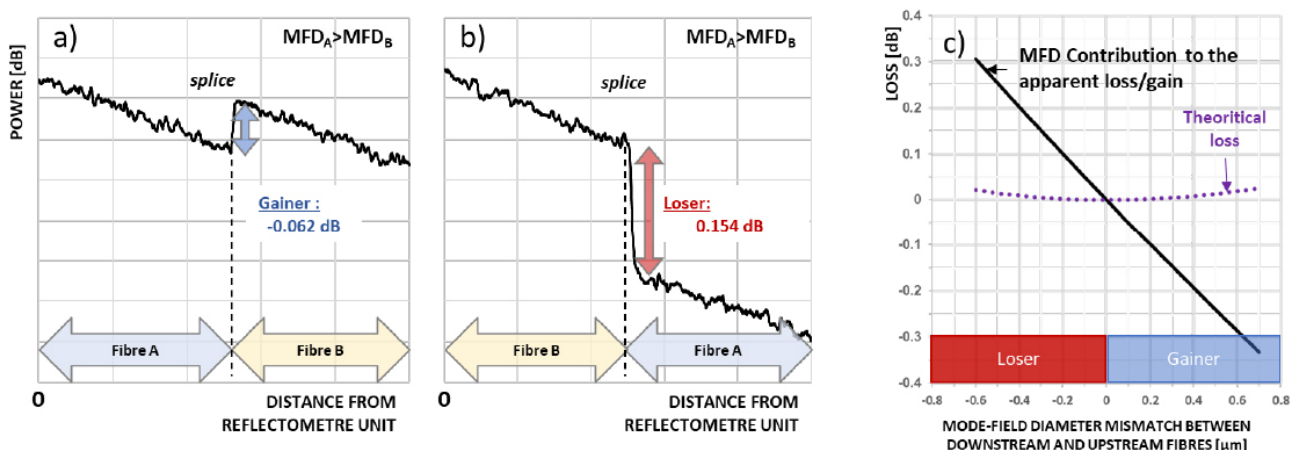 a)
MFDA>MFDB
splice
POWER [dB]
Gainer :
-0.062 dB
Fibre A
Fibre B
0
DISTANCE FROM
REFLECTOMETRE UNIT
b)
MFDA>MFDB
splice
Loser:
0.154 dB
Fibre B
Fibre A
0
DISTANCE FROM
REFLECTOMETRE UNIT
c)
LOSS [dB]
0.4
0.3
0.2
0.1
0
-0.1
-0.2
-0.3
-0.4
MFD Contribution to the
apparent loss/gain
Theoritical
loss
Loser
Gainer
-0.8
-0.6
-0.4
-0.2
0
0.2
0.4
0.6
0.8
MODE-FIELD DIAMETER MISMATCH BETWEEN
DOWNSTREAM AND UPSTREAM FIBRES [µm]